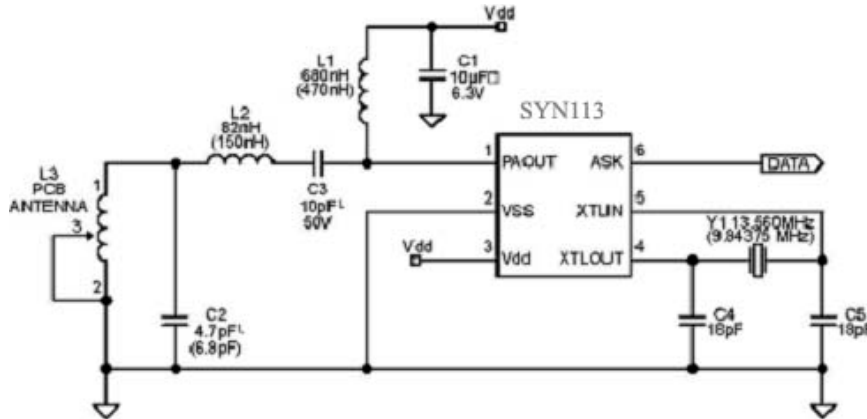 Vdd
L1
680nH
(470nH)
C1
10μF
6.3V
SYN113
L2
82nH
(150nH)
L3
PCB
ANTENNA
1
3
2
C3
10pF
50V
1 PAOUT ASK 6
DATA
2 VSS XTLIN 5
Vdd
3 Vdd XTLOUT 4
Y1 13.560MHz
(9.84375 MHz)
C2
4.7pF
(6.8pF)
C4
18pF
C5
18pF